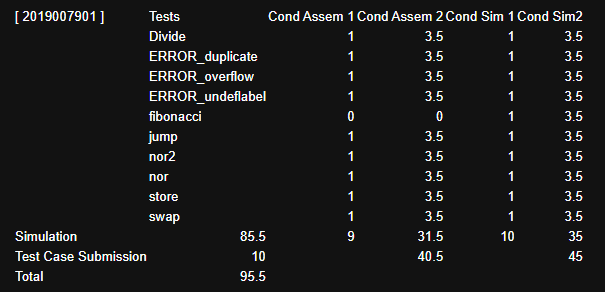 [ 2019007901 ] Tests Cond Assem 1 Cond Assem 2 Cond Sim 1 Cond Sim2
Divide 1 3.5 1 3.5
ERROR_duplicate 1 3.5 1 3.5
ERROR_overflow 1 3.5 1 3.5
ERROR_undeflabel 1 3.5 1 3.5
fibonacci 0 0 1 3.5
jump 1 3.5 1 3.5
nor2 1 3.5 1 3.5
nor 1 3.5 1 3.5
store 1 3.5 1 3.5
swap 1 3.5 1 3.5
Simulation 85.5 9 31.5 10 35
Test Case Submission 10 40.5 45
Total 95.5